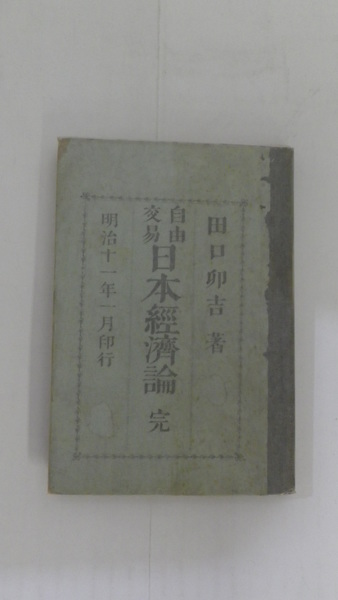 田口卯吉 著
自由
交易
日本經濟論 完
明治十一年一月印行